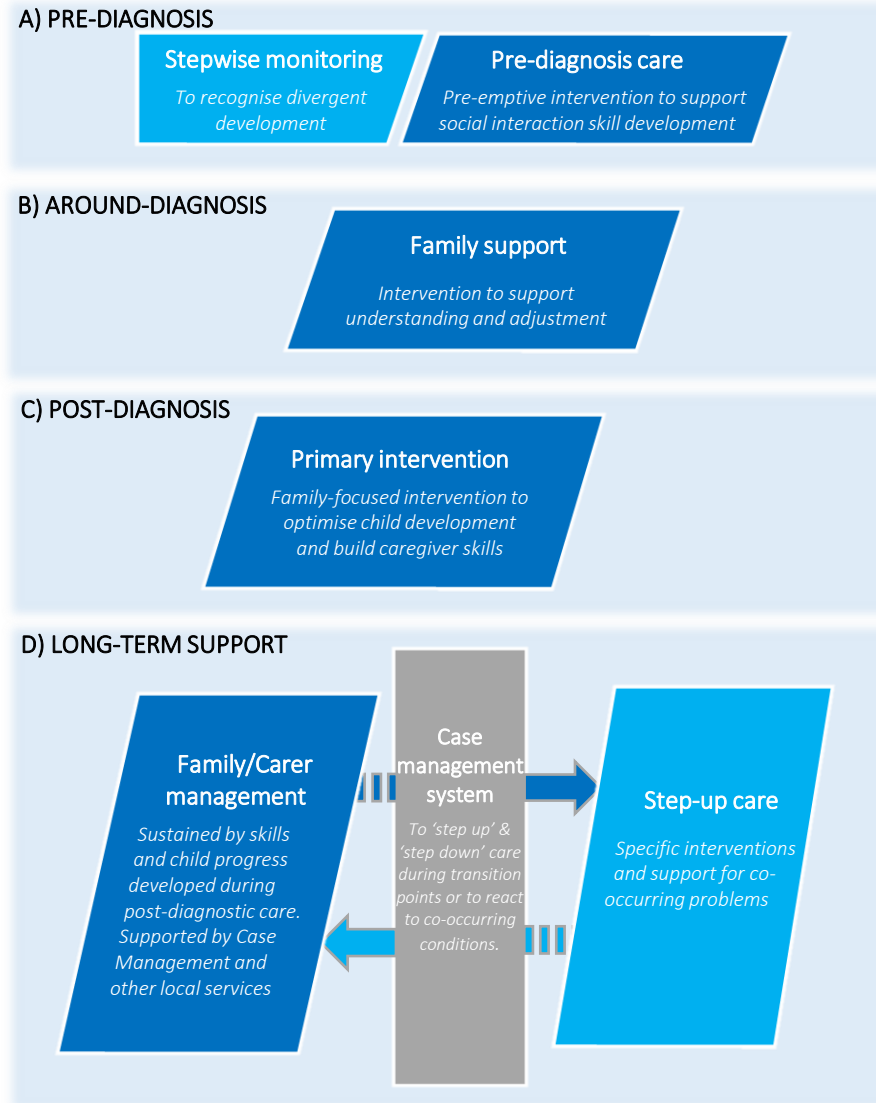 A) PRE-DIAGNOSIS
Stepwise monitoring
To recognise divergent
development
Pre-diagnosis care
Pre-emptive intervention to support
social interaction skill development
B) AROUND-DIAGNOSIS
Family support
Intervention to support
understanding and adjustment
C) POST-DIAGNOSIS
Primary intervention
Family-focused intervention to
optimise child development
and build caregiver skills
D) LONG-TERM SUPPORT
Family/Carer
management
Sustained by skills
and child progress
developed during
post-diagnostic care.
Supported by Case
Management and
other local services
Case
management
system
To ‘step up’ &
‘step down’ care
during transition
points or to react
to co-occurring
conditions.
Step-up care
Specific interventions
and support for co-
occurring problems